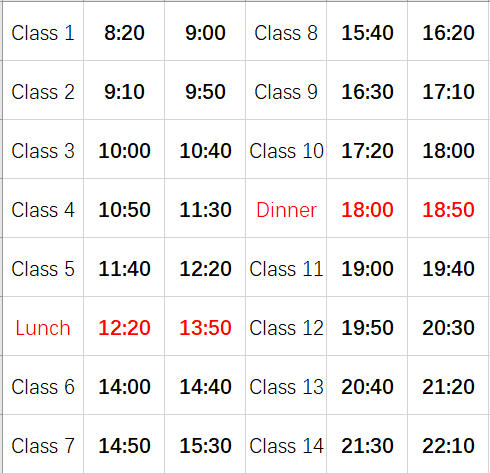 Class 1 8:20 9:00 Class 8 15:40 16:20
Class 2 9:10 9:50 Class 9 16:30 17:10
Class 3 10:00 10:40 Class 10 17:20 18:00
Class 4 10:50 11:30 Dinner 18:00 18:50
Class 5 11:40 12:20 Class 11 19:00 19:40
Lunch 12:20 13:50 Class 12 19:50 20:30
Class 6 14:00 14:40 Class 13 20:40 21:20
Class 7 14:50 15:30 Class 14 21:30 22:10